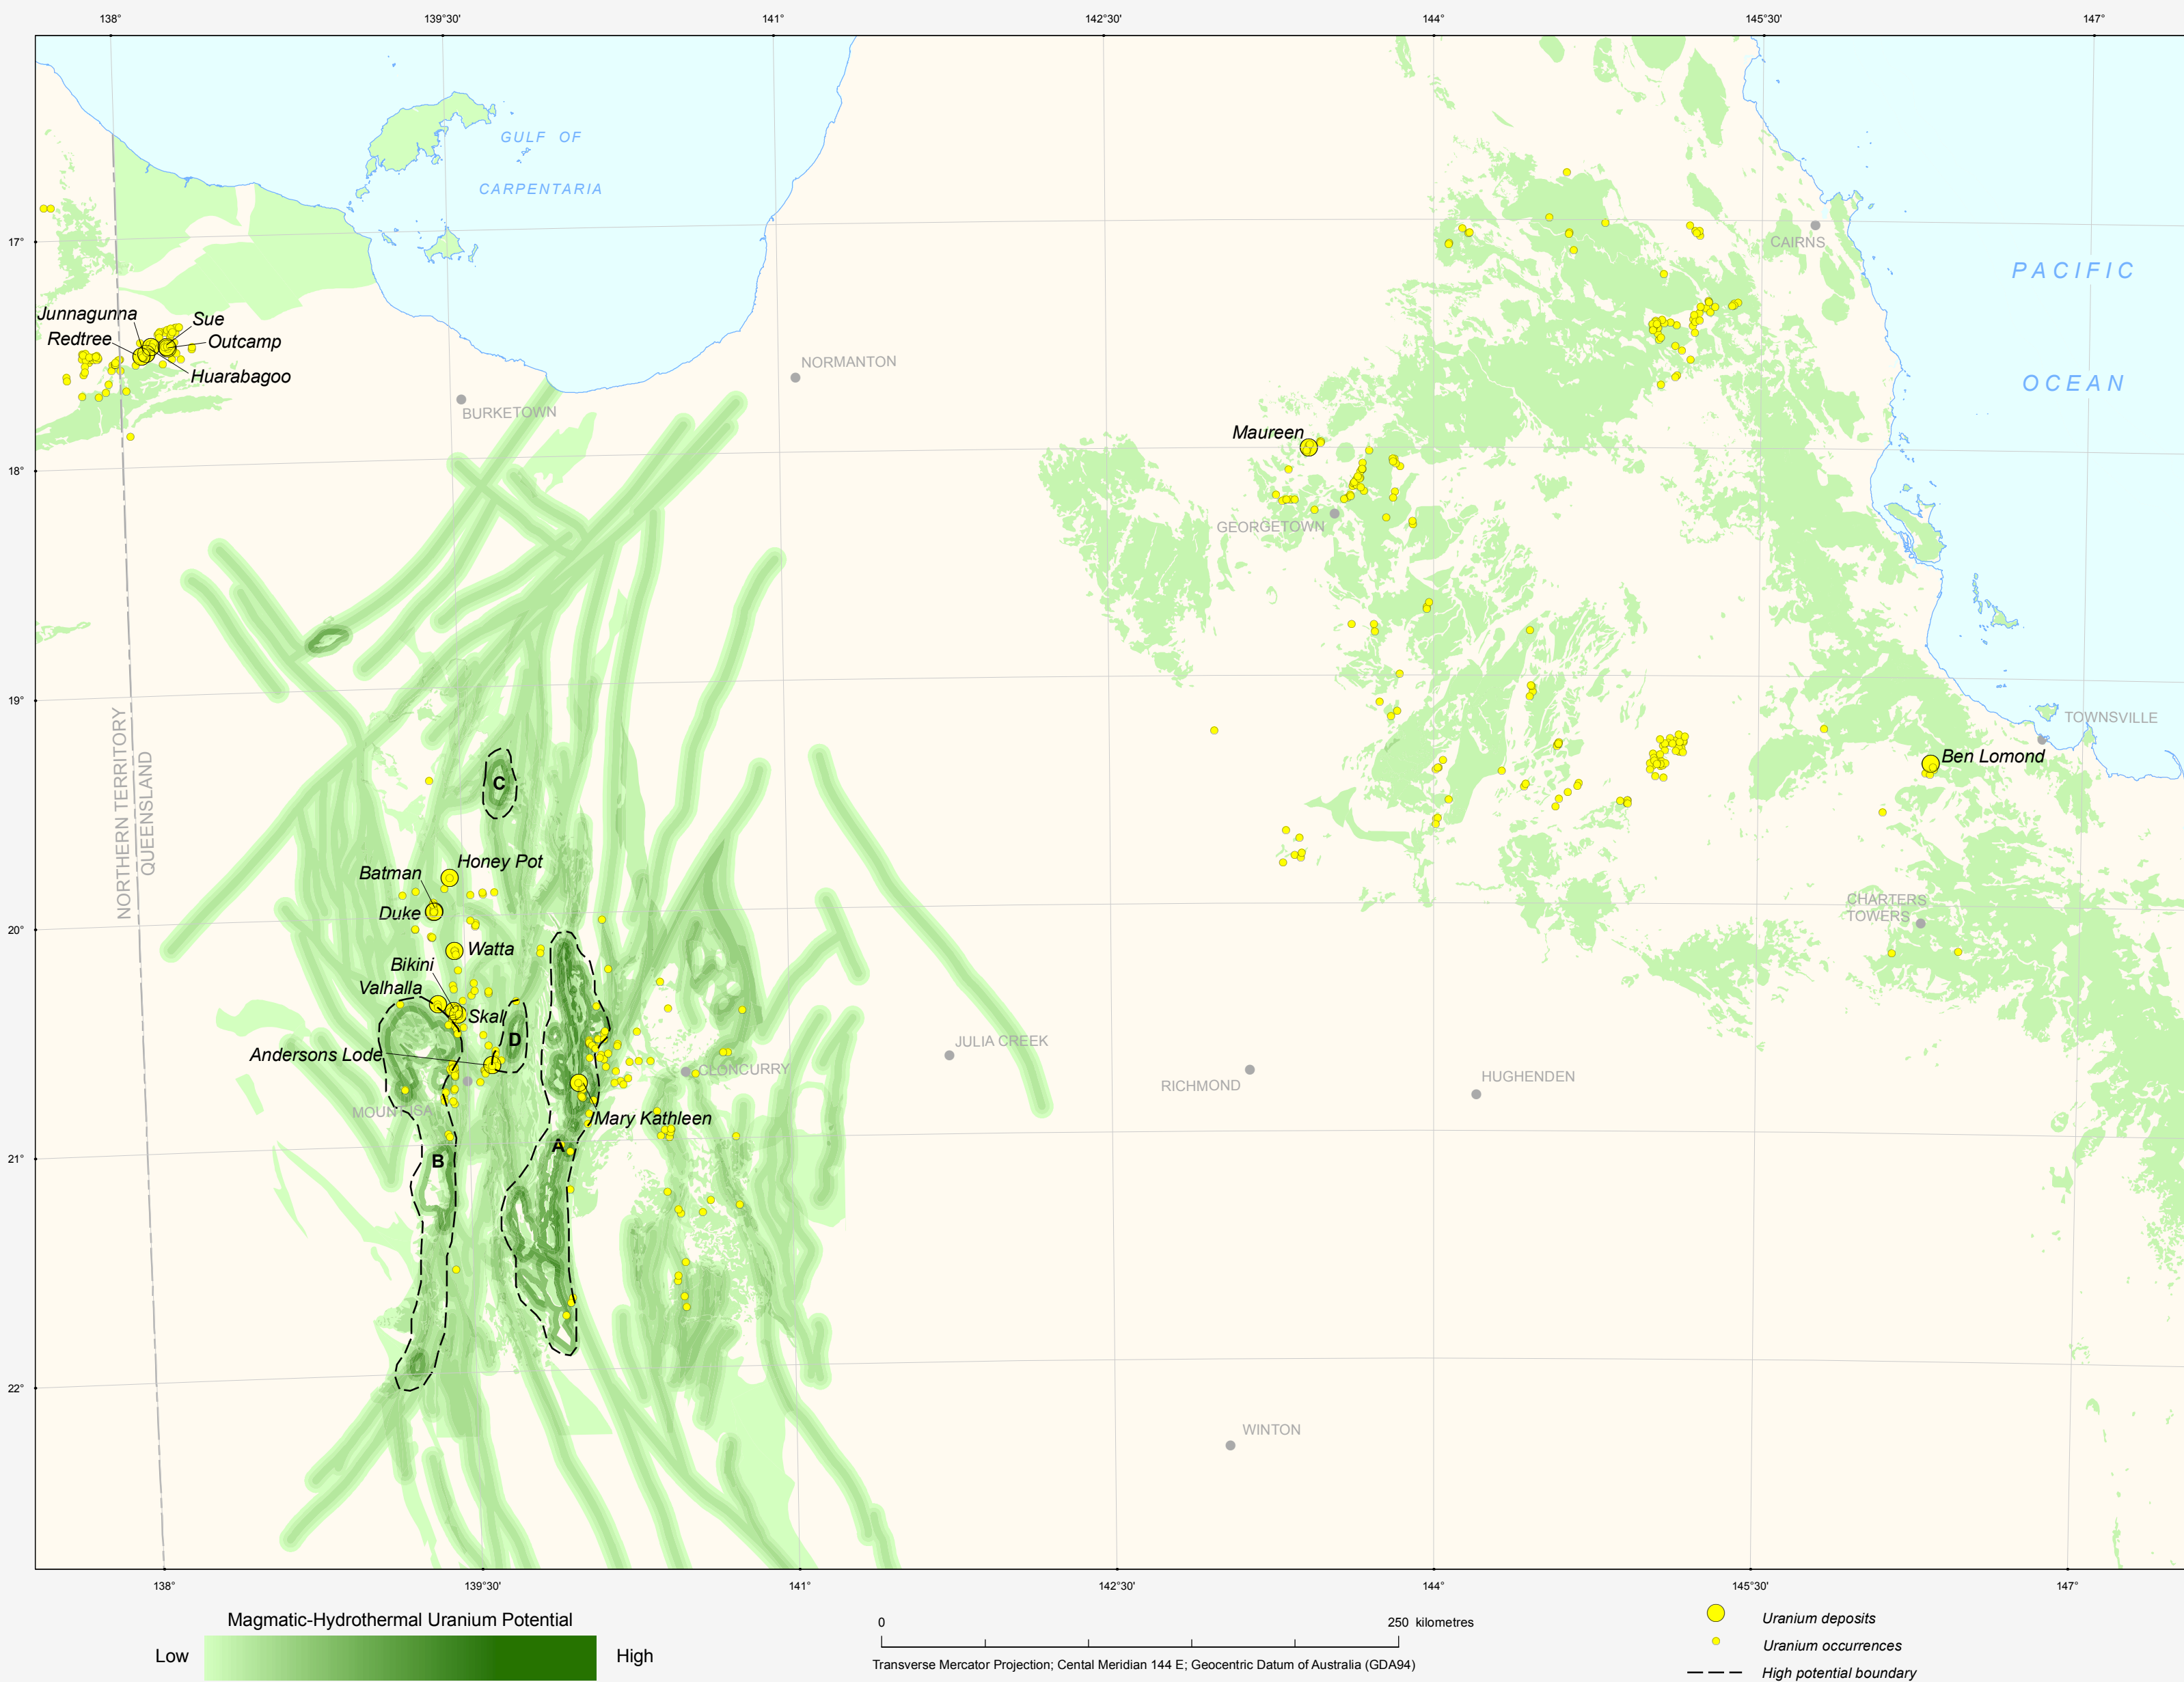 138°
139°30'
141°
142°30'
144°
145°30'
147°
GULF OF
CARPENTARIA
17°
CAIRNS
PACIFIC
OCEAN
Junnagunna
Sue
Redtree
Outcamp
Huarabagoo
NORMANTON
BURKETOWN
Maureen
18°
GEORGETOWN
19°
NORTHERN TERRITORY
QUEENSLAND
TOWNSVILLE
Ben Lomond
C
Honey Pot
Batman
Duke
CHARTERS
TOWERS
20°
Watta
Bikini
Valhalla
Skal
D
Andersons Lode
JULIA CREEK
CLONCURRY
RICHMOND
HUGHENDEN
MOUNT ISA
Mary Kathleen
A
B
21°
22°
WINTON
138°
139°30'
141°
142°30'
144°
145°30'
147°
Magmatic-Hydrothermal Uranium Potential
Low
High
0
250 kilometres
Transverse Mercator Projection; Cental Meridian 144 E; Geocentric Datum of Australia (GDA94)
Uranium deposits
Uranium occurrences
High potential boundary